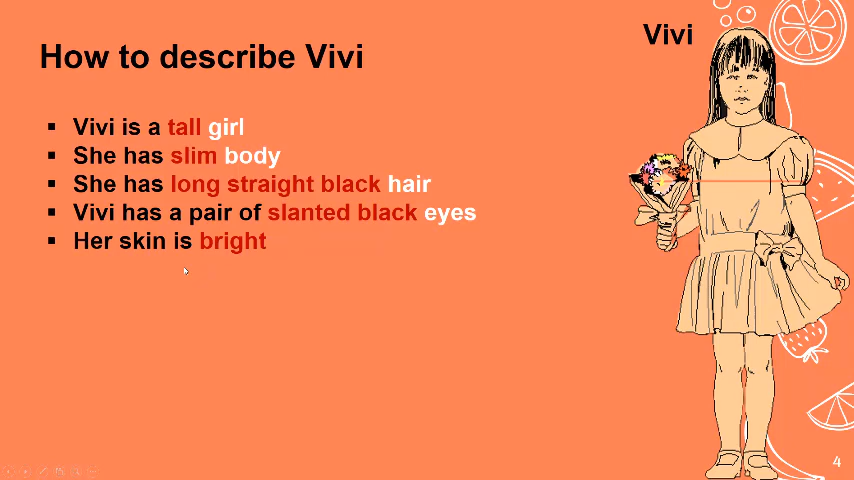 Vivi
How to describe Vivi
▪ Vivi is a tall girl
▪ She has slim body
▪ She has long straight black hair
▪ Vivi has a pair of slanted black eyes
▪ Her skin is bright
4